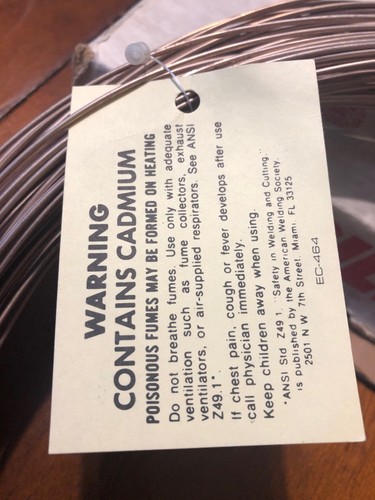 WARNING
CONTAINS CADMIUM
POISONOUS FUMES MAY BE FORMED ON HEATING
Do not breathe fumes. Use only with adequate
ventilation such as fume collectors, exhaust
ventilators, or air-supplied respirators. See ANSI
Z49.1*.
If chest pain, cough or fever develops after use
call physician immediately.
Keep children away when using.
*ANSI Std Z49.1. "Safety in Welding and Cutting."
is published by the American Welding Society.
2501 N W 7th Street. Miami. FL 33125
EC-464